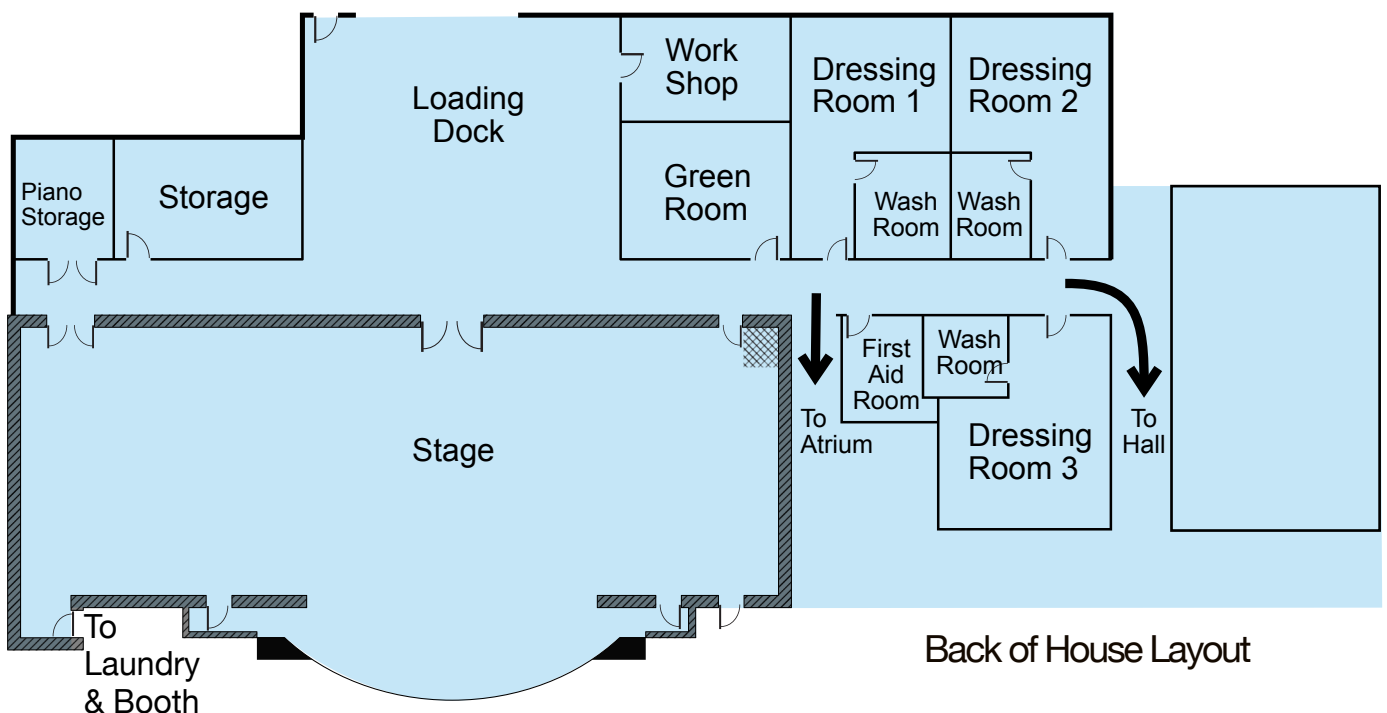 Work
Shop
Dressing
Room 1
Dressing
Room 2
Loading
Dock
Piano
Storage
Storage
Green
Room
Wash
Room
Wash
Room
First
Aid
Room
Wash
Room
To
Atrium
Dressing
Room 3
To
Hall
Stage
To
Laundry
& Booth
Back of House Layout